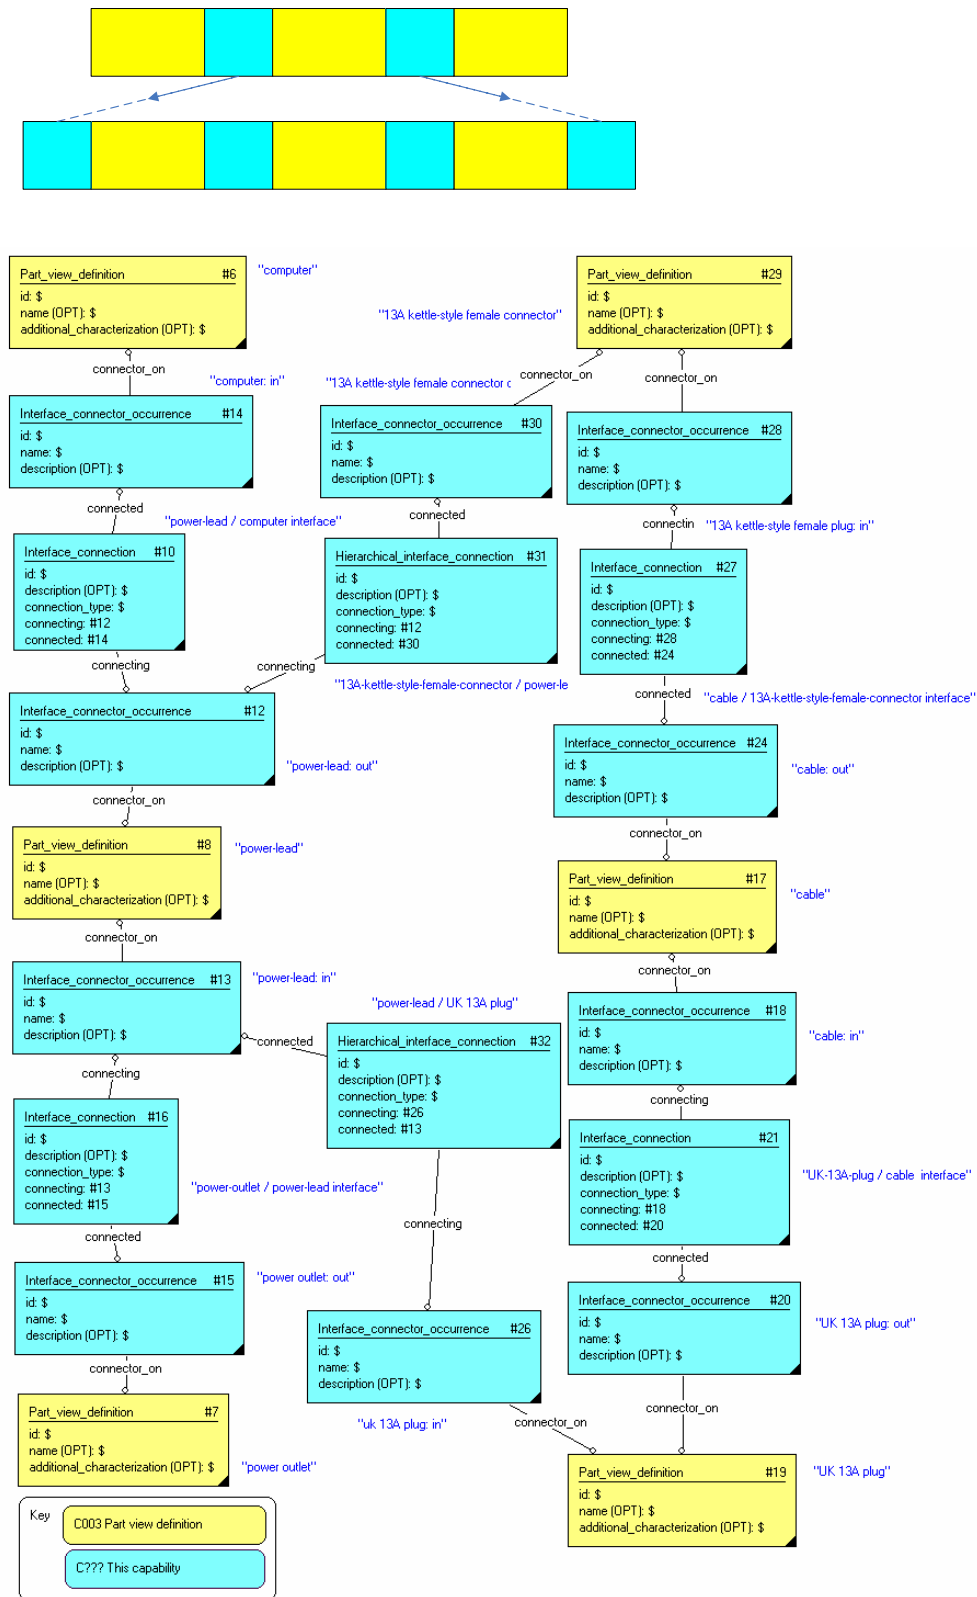 Part_view_definition #6
id: $
name (OPT): $
additional_characterization (OPT): $
"computer"
connector_on
"computer: in"
Interface_connector_occurrence #14
id: $
name: $
description (OPT): $
connected
"power-lead / computer interface"
Interface_connection #10
id: $
description (OPT): $
connection_type: $
connecting: #12
connected: #14
connecting
Interface_connector_occurrence #12
id: $
name: $
description (OPT): $
"power-lead: out"
connector_on
Part_view_definition #8
id: $
name (OPT): $
additional_characterization (OPT): $
"power-lead"
connector_on
Interface_connector_occurrence #13
id: $
name: $
description (OPT): $
"power-lead: in"
connecting
Interface_connection #16
id: $
description (OPT): $
connection_type: $
connecting: #13
connected: #15
"power-outlet / power-lead interface"
connected
Interface_connector_occurrence #15
id: $
name: $
description (OPT): $
"power outlet: out"
connector_on
Part_view_definition #7
id: $
name (OPT): $
additional_characterization (OPT): $
"power outlet"
Key
C003 Part view definition
C??? This capability
Part_view_definition #29
id: $
name (OPT): $
additional_characterization (OPT): $
"13A kettle-style female connector"
connector_on
connector_on
"13A kettle-style female connector c
Interface_connector_occurrence #30
id: $
name: $
description (OPT): $
connected
Hierarchical_interface_connection #31
id: $
description (OPT): $
connection_type: $
connecting: #12
connected: #30
connecting
"13A-kettle-style-female-connector / power-le
Interface_connector_occurrence #28
id: $
name: $
description (OPT): $
connectin
"13A kettle-style female plug: in"
Interface_connection #27
id: $
description (OPT): $
connection_type: $
connecting: #28
connected: #24
connected
"cable / 13A-kettle-style-female-connector interface"
Interface_connector_occurrence #24
id: $
name: $
description (OPT): $
"cable: out"
connector_on
Part_view_definition #17
id: $
name (OPT): $
additional_characterization (OPT): $
"cable"
connector_on
Interface_connector_occurrence #18
id: $
name: $
description (OPT): $
"cable: in"
connecting
Interface_connection #21
id: $
description (OPT): $
connection_type: $
connecting: #18
connected: #20
"UK-13A-plug / cable interface"
connected
Interface_connector_occurrence #20
id: $
name: $
description (OPT): $
"UK 13A plug: out"
connector_on
"power-lead / UK 13A plug"
connected
Hierarchical_interface_connection #32
id: $
description (OPT): $
connection_type: $
connecting: #26
connected: #13
connecting
Interface_connector_occurrence #26
id: $
name: $
description (OPT): $
"uk 13A plug: in"
connector_on
Part_view_definition #19
id: $
name (OPT): $
additional_characterization (OPT): $
"UK 13A plug"